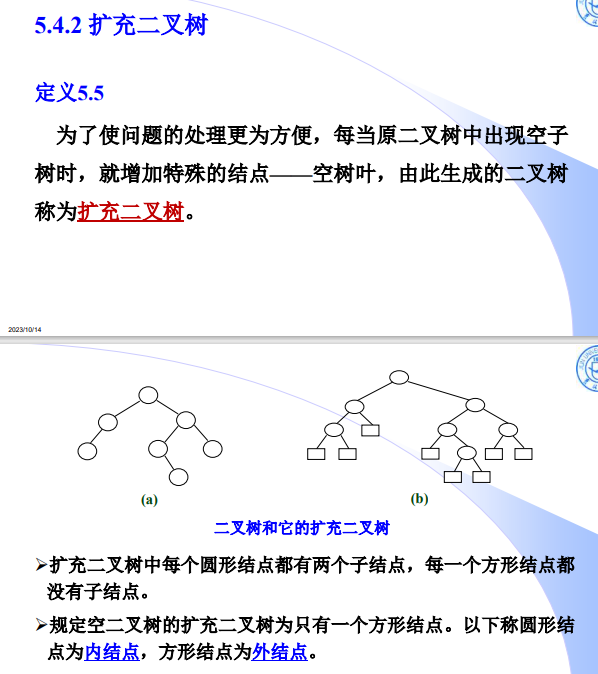 5.4.2 扩充二叉树
定义5.5
为了使问题的处理更为方便，每当原二叉树中出现空子
树时，就增加特殊的结点——空树叶，由此生成的二叉树
称为扩充二叉树。
2023/10/14
(a)
(b)
二叉树和它的扩充二叉树
➢扩充二叉树中每个圆形结点都有两个子结点，每一个方形结点都
没有子结点。
➢规定空二叉树的扩充二叉树为只有一个方形结点。以下称圆形结
点为内结点，方形结点为外结点。